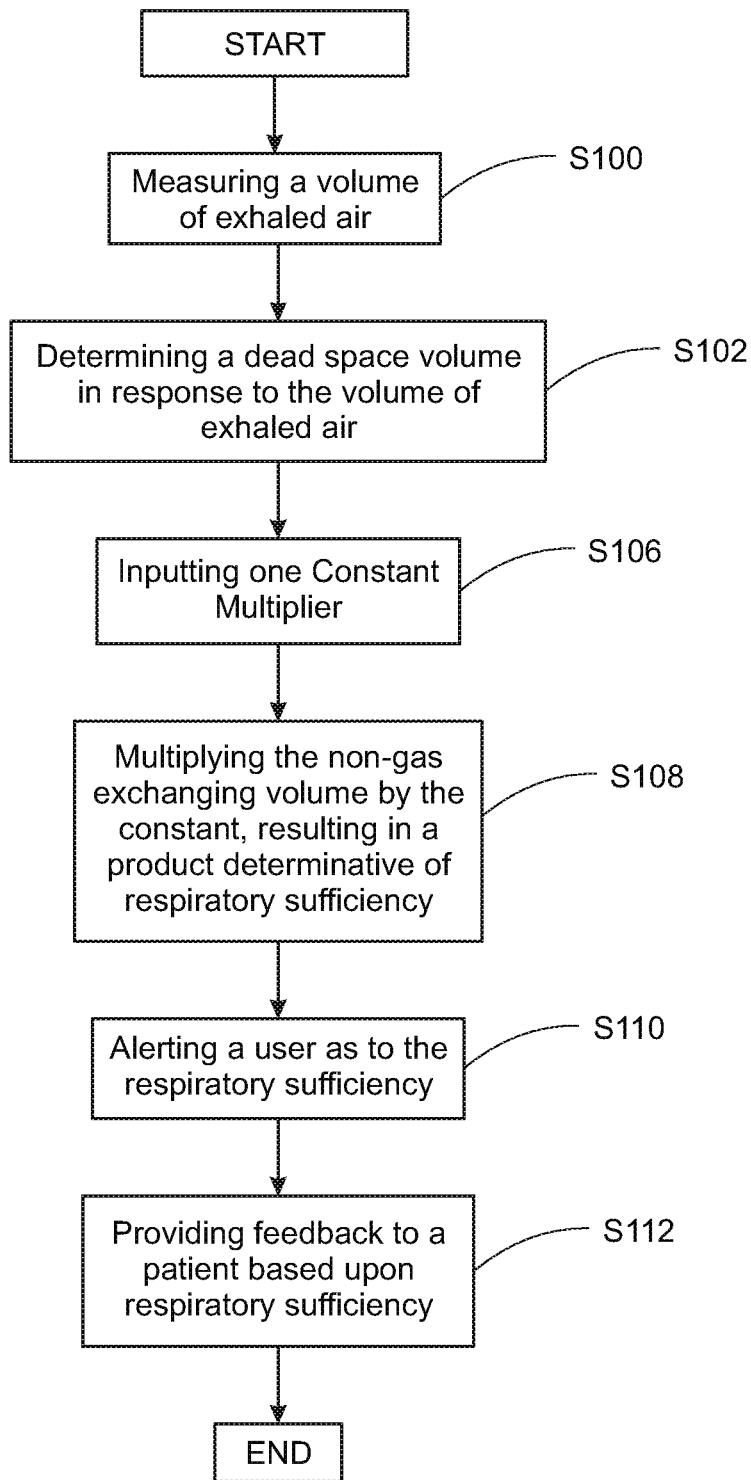 START
Measuring a volume
of exhaled air
S100
Determining a dead space volume
in response to the volume of
exhaled air
S102
Inputting one Constant
Multiplier
S106
Multiplying the non-gas
exchanging volume by the
constant, resulting in a
product determinative of
respiratory sufficiency
S108
Alerting a user as to the
respiratory sufficiency
S110
Providing feedback to a
patient based upon
respiratory sufficiency
S112
END